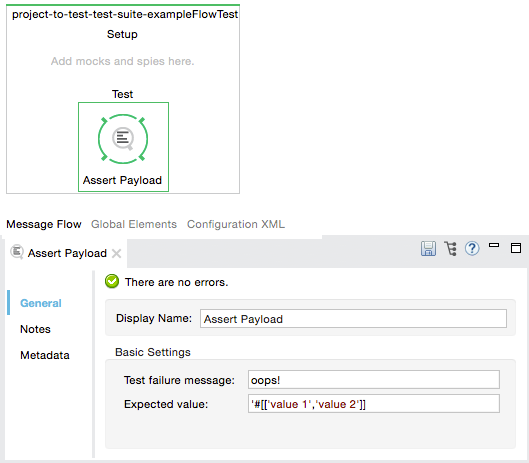 project-to-test-test-suite-exampleFlowTest
Setup
Add mocks and spies here.
Test
Assert Payload
Message Flow Global Elements Configuration XML
Assert Payload
There are no errors.
General
Display Name: Assert Payload
Notes
Basic Settings
Metadata
Test failure message: oops!
Expected value: '#[['value 1','value 2']]